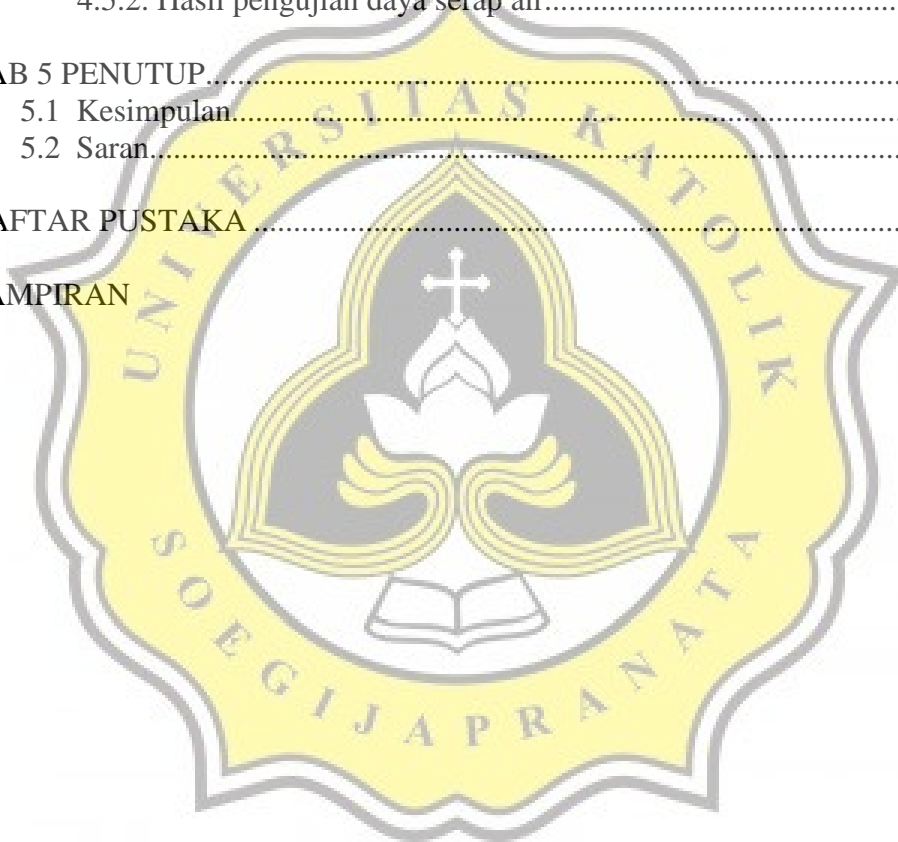 4.5.2. Hasil pengujian daya serap air........................................................
AB 5 PENUTUP....................................................................................
5.1 Kesimpulan..................................................................................
5.2 Saran............................................................................................
AFTAR PUSTAKA ................................................................................
AMPIRAN
UNIVERSITAS KATOLIK
SOEGIJAPRANATA